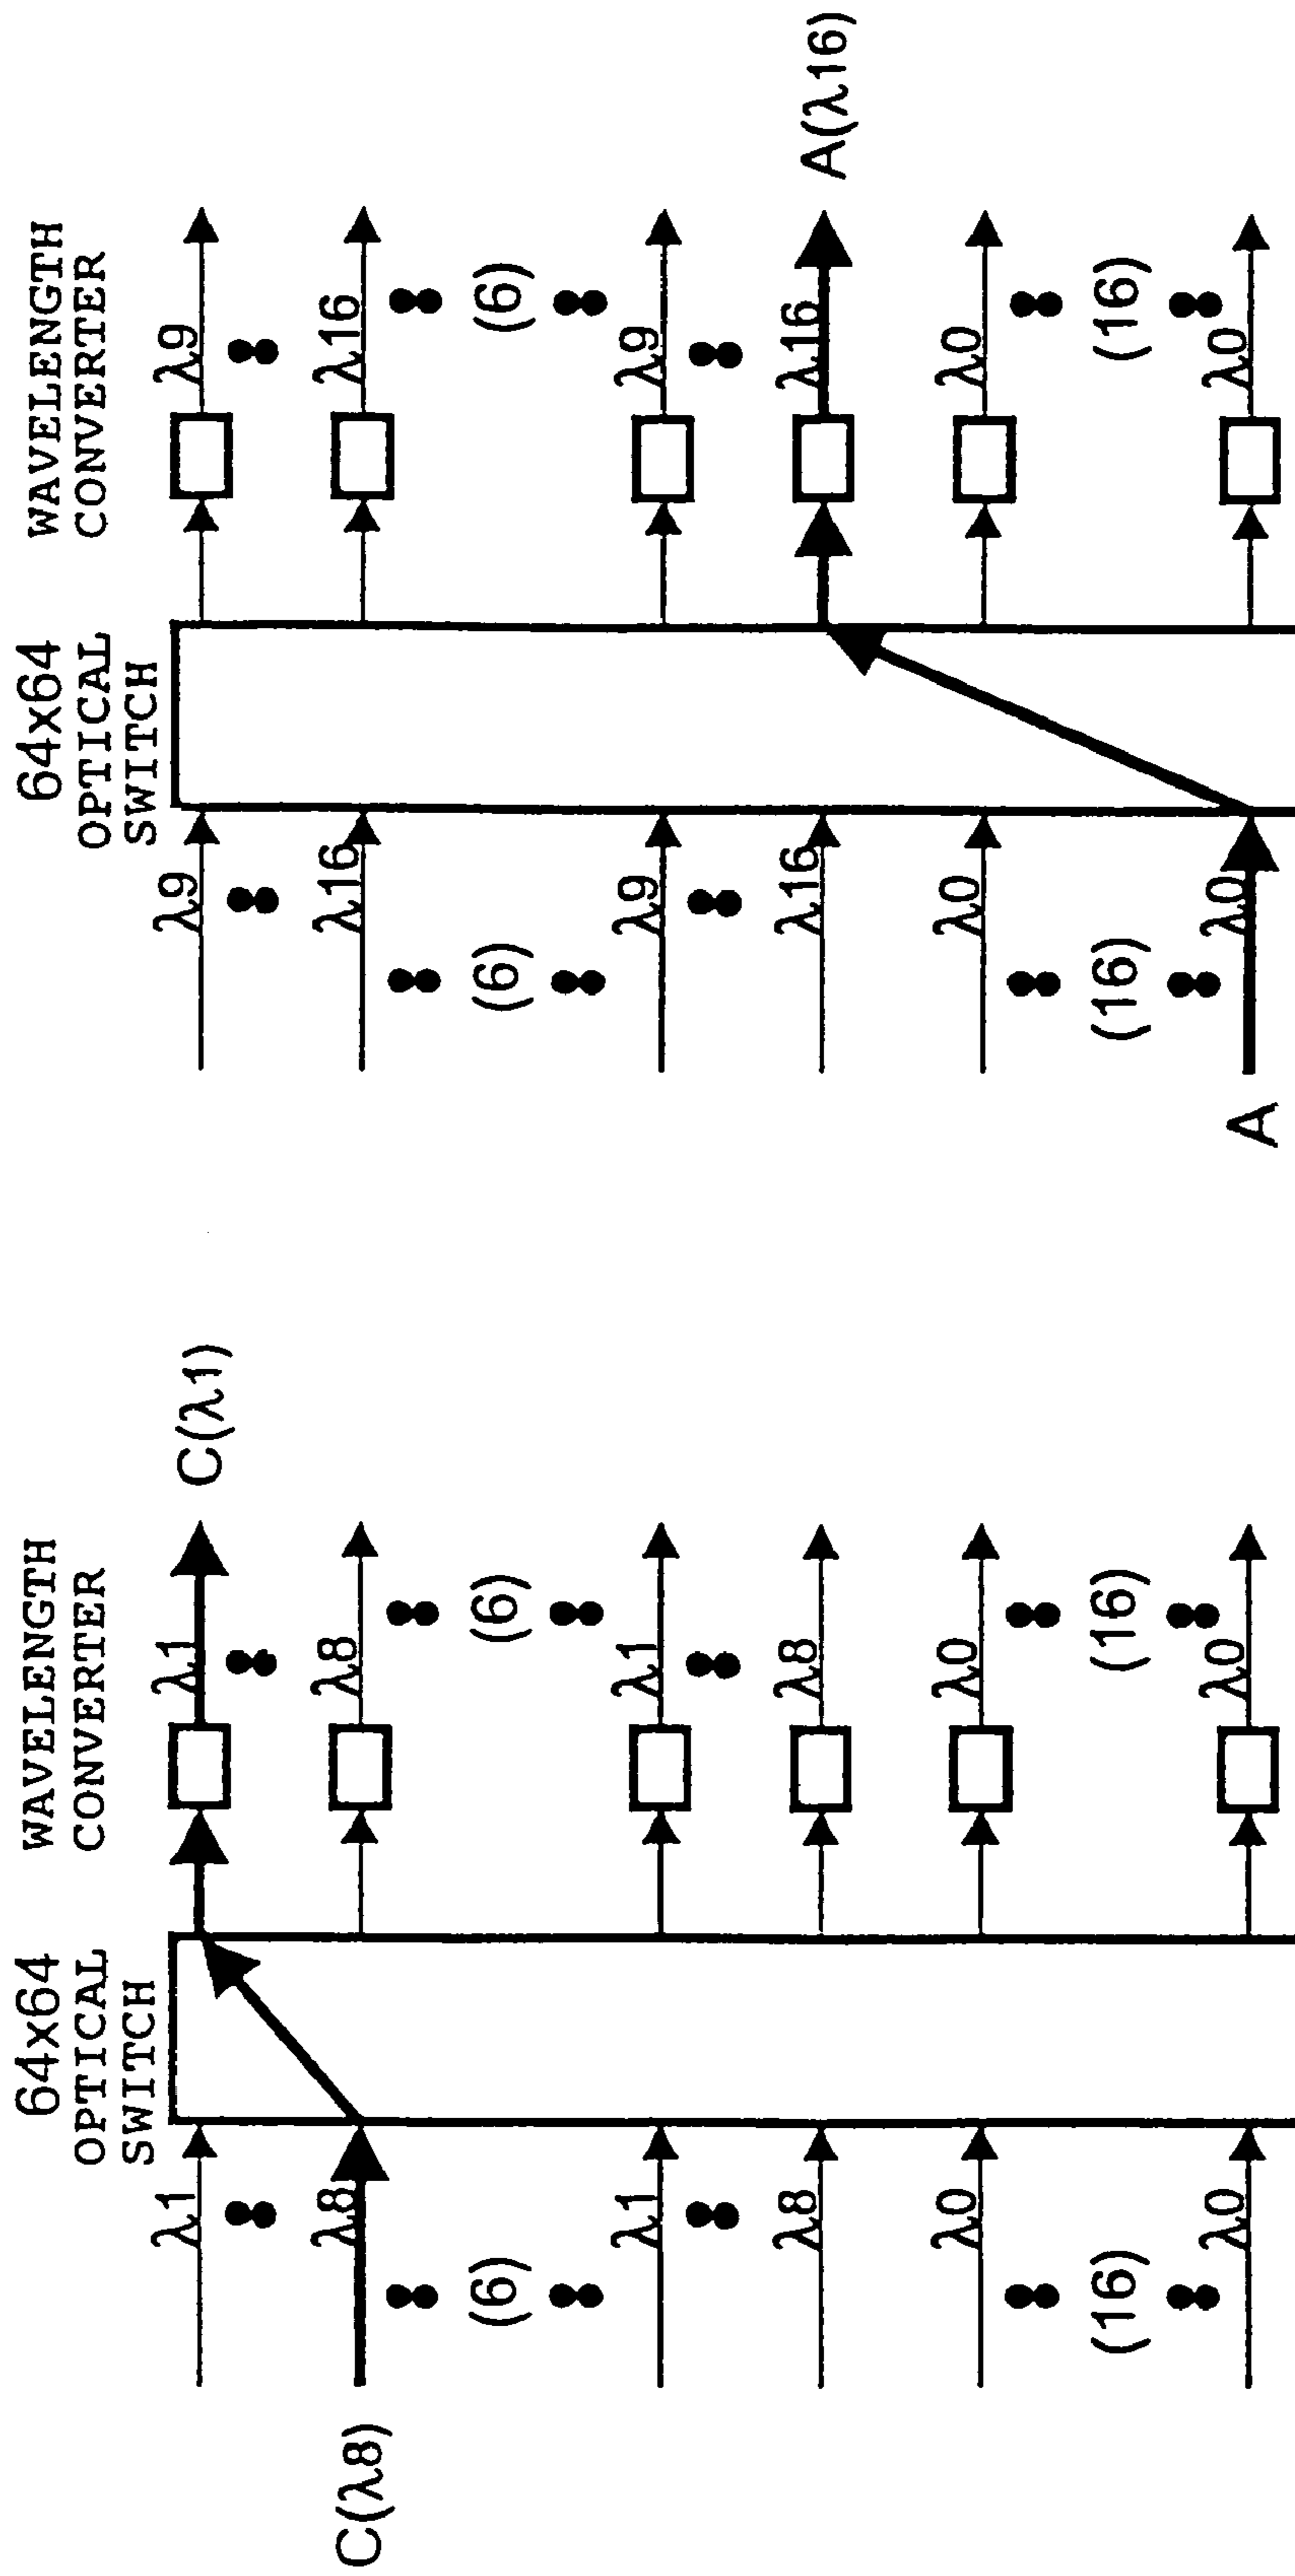 64x64
OPTICAL
SWITCH
WAVELENGTH
CONVERTER
λ1
λ1
C(λ1)
C(λ8)
λ8
λ8
(6)
(6)
λ1
λ1
λ8
λ8
λ0
λ0
(16)
(16)
λ0
λ0
64x64
OPTICAL
SWITCH
WAVELENGTH
CONVERTER
λ9
λ9
λ16
λ16
(6)
(6)
λ9
λ9
λ16
λ16
A(λ16)
λ0
λ0
(16)
(16)
A
λ0
λ0